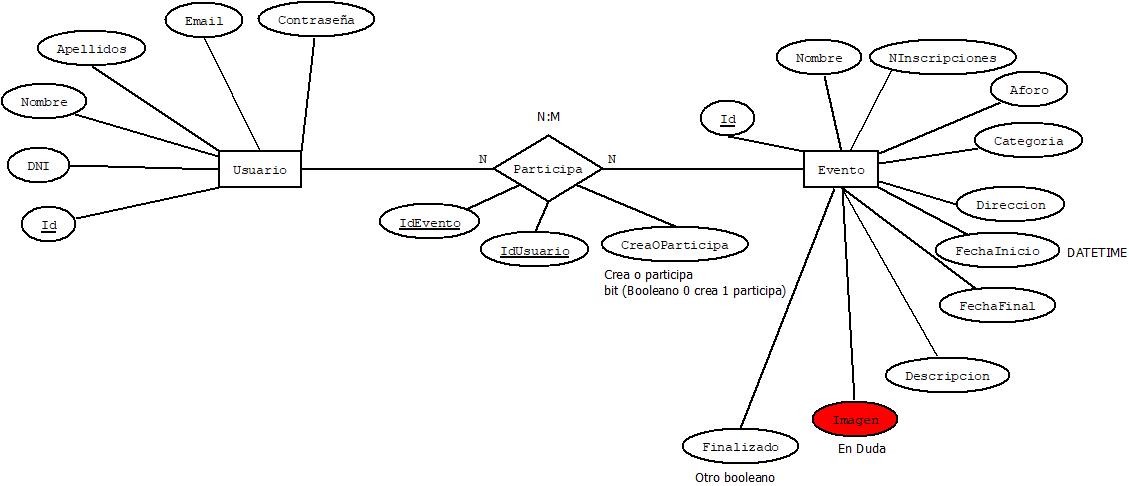 Email
Contraseña
Apellidos
Nombre
DNI
Id
Usuario
N:M
N
Participa
N
IdEvento
IdUsuario
CreaOParticipa
Crea o participa
bit (Booleano 0 crea 1 participa)
Nombre
NInscripciones
Id
Aforo
Categoria
Evento
Direccion
FechaInicio
DATETIME
FechaFinal
Descripcion
Imagen
En Duda
Finalizado
Otro booleano